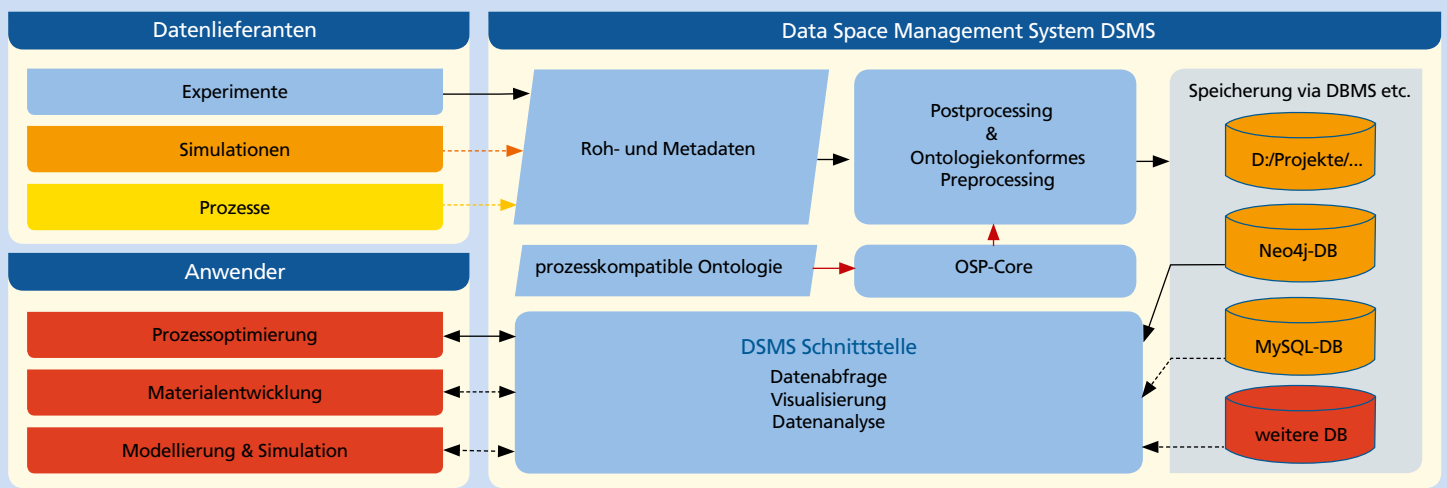 Datenlieferanten
Experimente
Simulationen
Prozesse
Anwender
Prozessoptimierung
Materialentwicklung
Modellierung & Simulation
Data Space Management System DSMS
Roh- und Metadaten
Postprocessing
&
Ontologiekonformes
Preprocessing
prozesskompatible Ontologie
OSP-Core
DSMS Schnittstelle
Datenabfrage
Visualisierung
Datenanalyse
Speicherung via DBMS etc.
D:/Projekte/...
Neo4j-DB
MySQL-DB
weitere DB